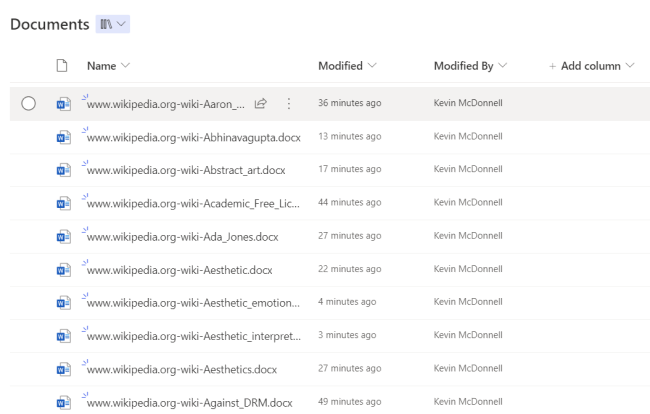 Documents
Name Modified Modified By + Add column
www.wikipedia.org-wiki-Aaron_... 36 minutes ago Kevin McDonnell
www.wikipedia.org-wiki-Abhinavagupta.docx 13 minutes ago Kevin McDonnell
www.wikipedia.org-wiki-Abstract_art.docx 17 minutes ago Kevin McDonnell
www.wikipedia.org-wiki-Academic_Free_Lic... 44 minutes ago Kevin McDonnell
www.wikipedia.org-wiki-Ada_Jones.docx 27 minutes ago Kevin McDonnell
www.wikipedia.org-wiki-Aesthetic.docx 22 minutes ago Kevin McDonnell
www.wikipedia.org-wiki-Aesthetic_emotion... 4 minutes ago Kevin McDonnell
www.wikipedia.org-wiki-Aesthetic_interpret... 3 minutes ago Kevin McDonnell
www.wikipedia.org-wiki-Aesthetics.docx 27 minutes ago Kevin McDonnell
www.wikipedia.org-wiki-Against_DRM.docx 49 minutes ago Kevin McDonnell